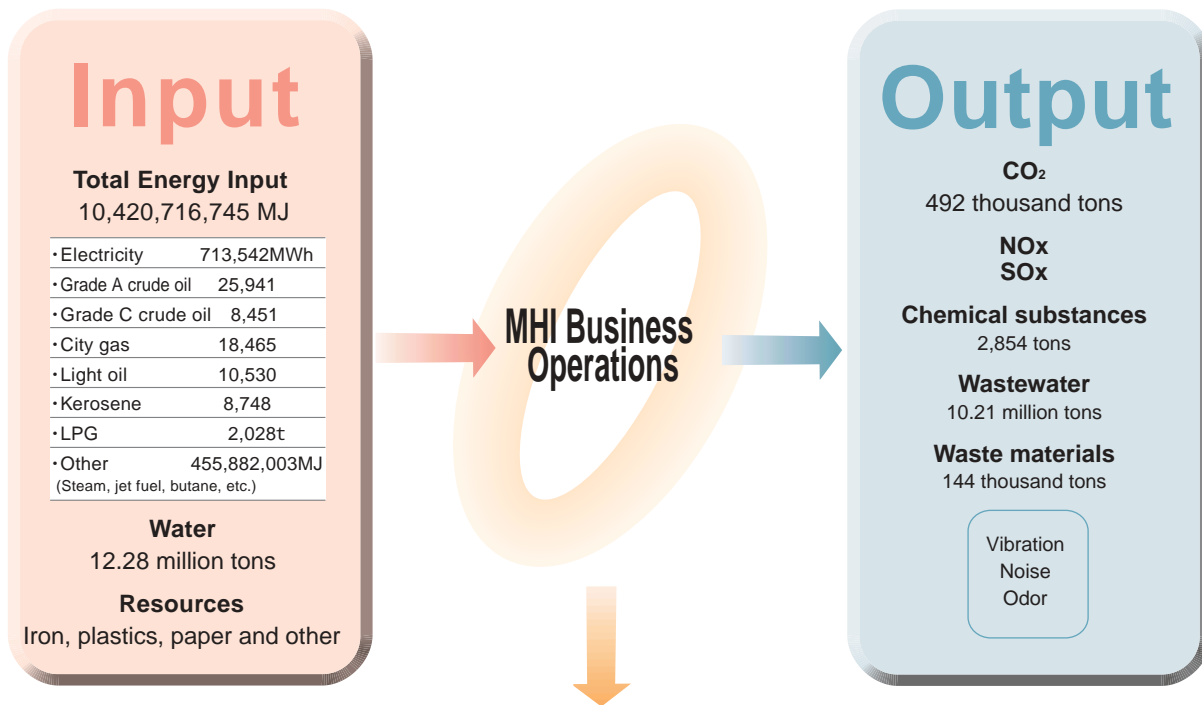 Input
Total Energy Input
10,420,716,745 MJ
・Electricity 713,542MWh
・Grade A crude oil 25,941
・Grade C crude oil 8,451
・City gas 18,465
・Light oil 10,530
・Kerosene 8,748
・LPG 2,028t
・Other 455,882,003MJ
(Steam, jet fuel, butane, etc.)
Water
12.28 million tons
Resources
Iron, plastics, paper and other
MHI Business
Operations
Output
CO₂
492 thousand tons
NOx
SOx
Chemical substances
2,854 tons
Wastewater
10.21 million tons
Waste materials
144 thousand tons
Vibration
Noise
Odor